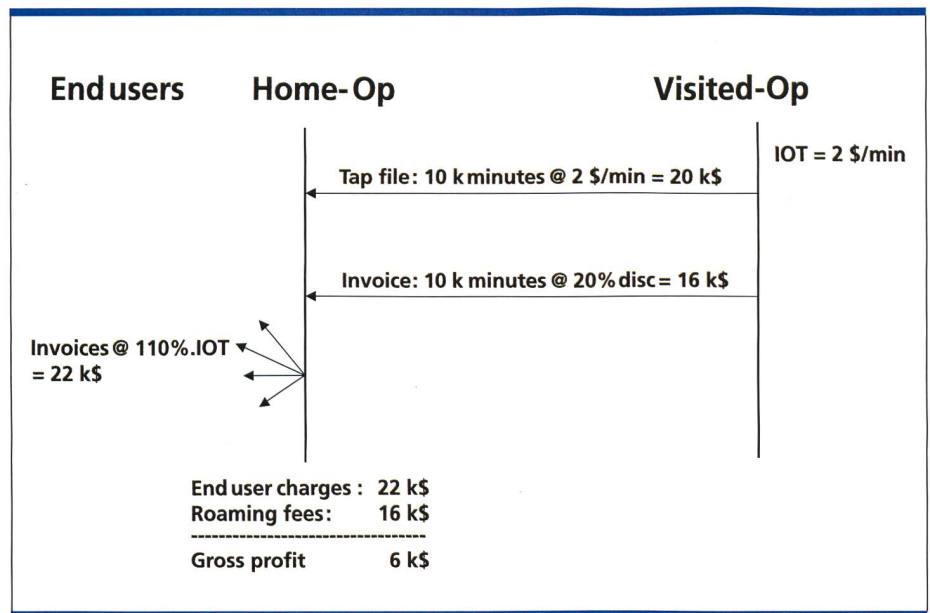 End users Home-Op Visited-Op
IOT = 2 $/min
Tap file: 10 k minutes @ 2 $/min = 20 k$
Invoice: 10 k minutes @ 20% disc = 16 k$
Invoices @ 110%.IOT
= 22 k$
End user charges : 22 k$
Roaming fees: 16 k$
-----------------------------------
Gross profit 6 k$